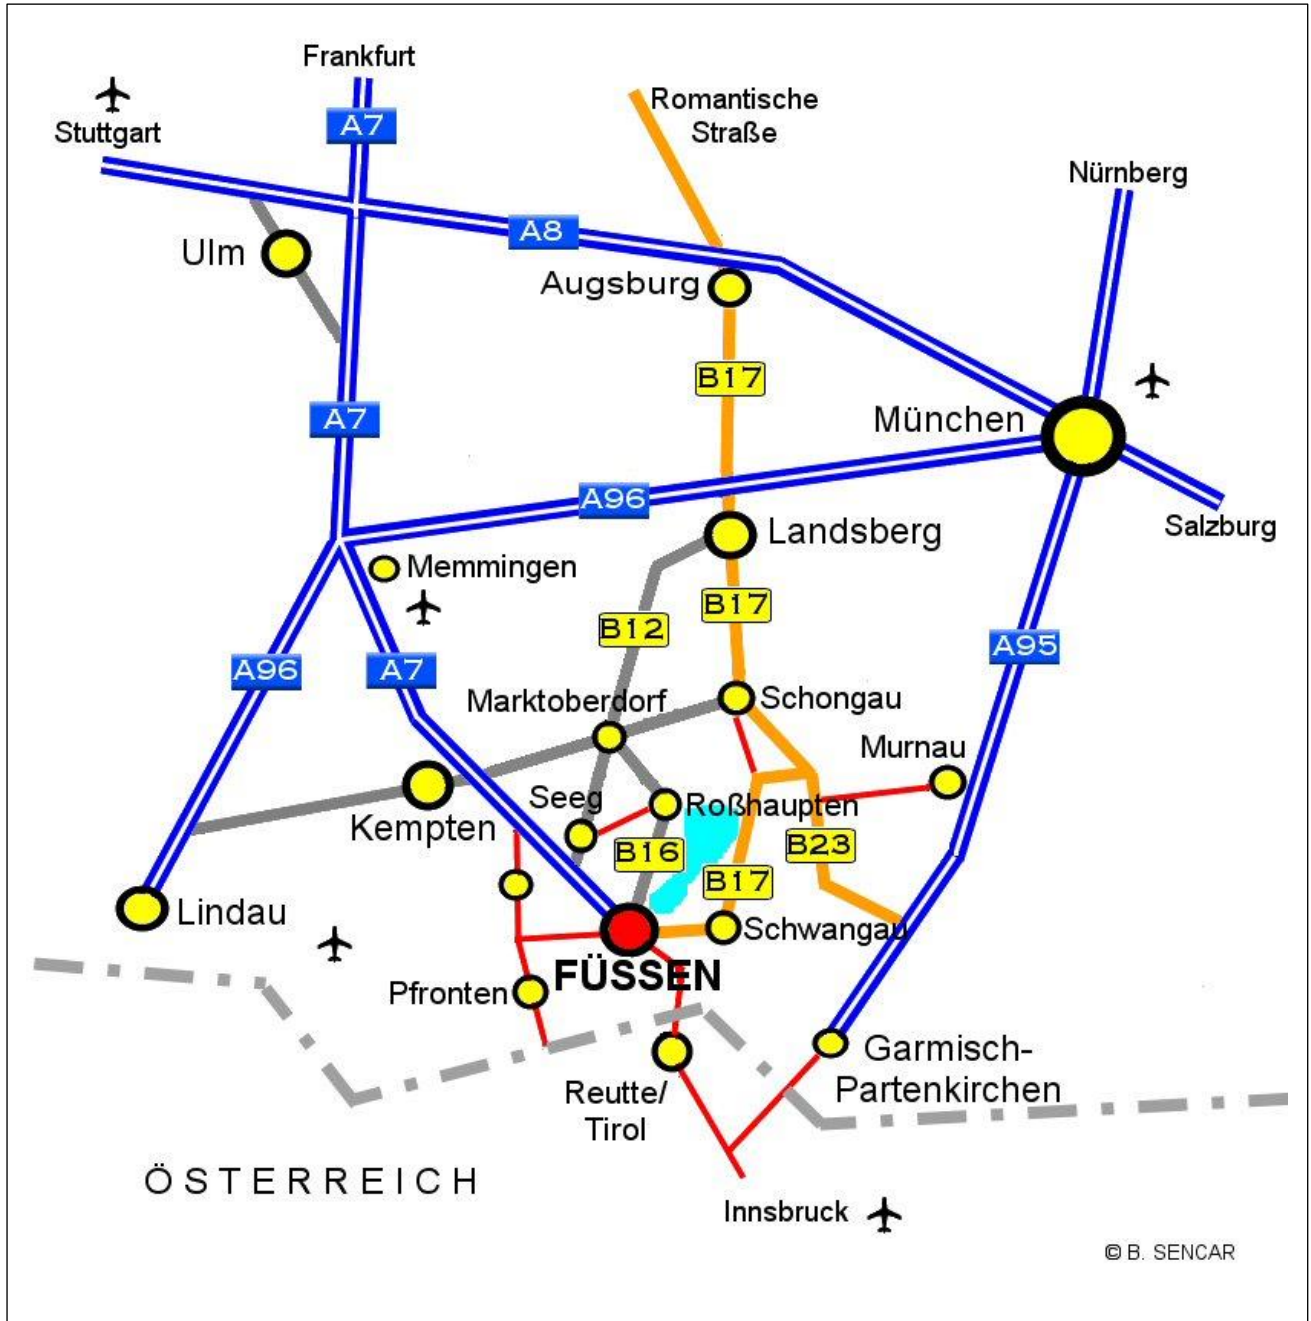 Frankfurt
Stuttgart
A7
Romantische
Straße
Nürnberg
A8
Ulm
Augsburg
B17
A7
München
A96
Landsberg
Salzburg
Memmingen
B17
B12
A95
A96
A7
Marktoberdorf
Schongau
Murnau
Seeg
Roßhaupten
Kempten
B16
B23
B17
Lindau
Schwangau
FÜSSEN
Pfronten
Garmisch-
Partenkirchen
Reutte/
Tirol
ÖSTERREICH
Innsbruck
© B. SENCAR